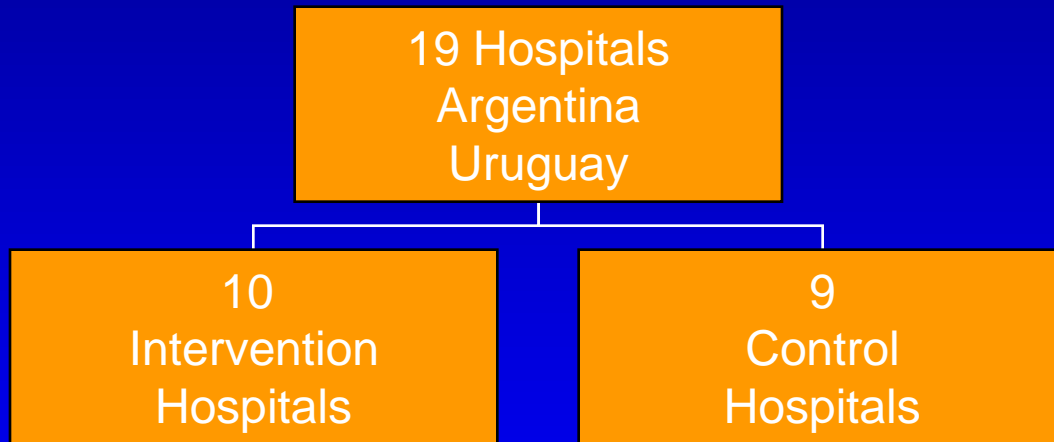 19 Hospitals
Argentina
Uruguay
10
Intervention
Hospitals
9
Control
Hospitals